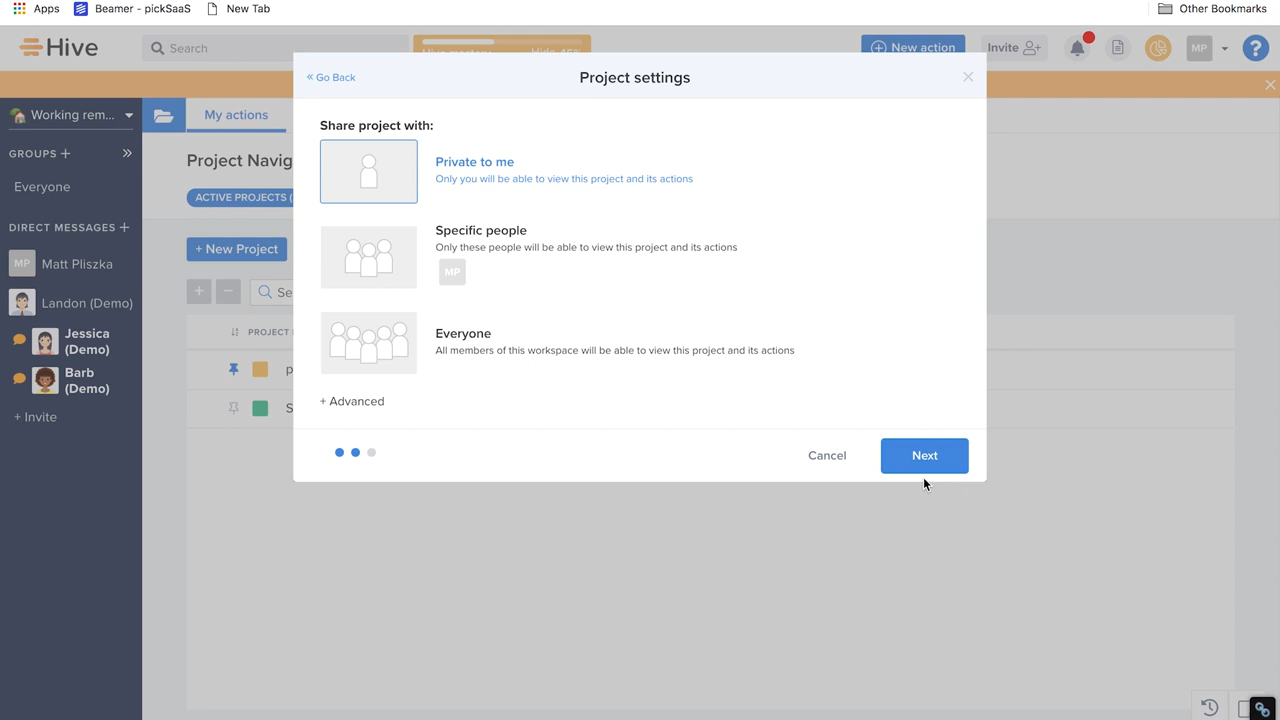 Apps
Beamer - pickSaaS
New Tab
Other Bookmarks
Hive
Search
New action
Invite
MP
?
Working rem...
My actions
GROUPS +
Everyone
Project Navig
ACTIVE PROJECTS (
DIRECT MESSAGES +
+ New Project
MP
Matt Pliszka
Landon (Demo)
Jessica
(Demo)
Barb
(Demo)
+ Invite
+
−
Se
PROJECT
p
S
« Go Back
Project settings
Share project with:
Private to me
Only you will be able to view this project and its actions
Specific people
Only these people will be able to view this project and its actions
MP
Everyone
All members of this workspace will be able to view this project and its actions
+ Advanced
Cancel
Next